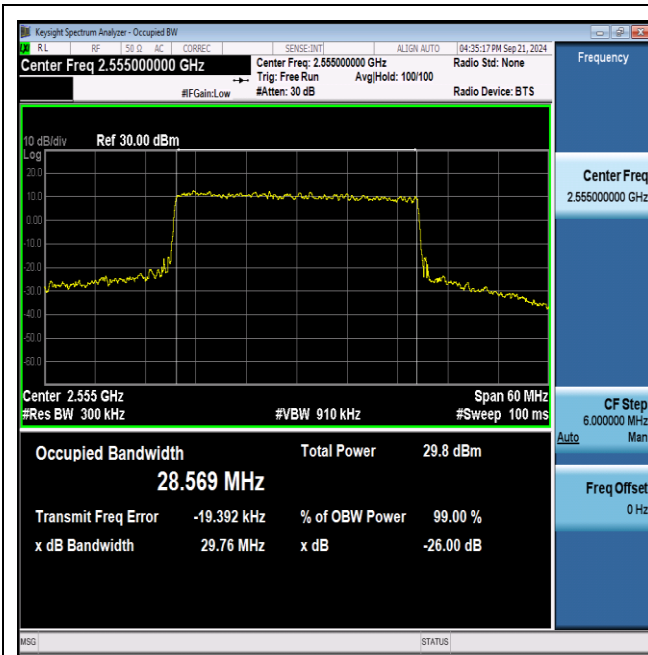 Keysight Spectrum Analyzer - Occupied BW
RL RF 50 Ω AC CORREC SENSE:INT ALIGN AUTO 04:35:17 PM Sep 21, 2024
Center Freq 2.555000000 GHz
Center Freq: 2.555000000 GHz Radio Std: None
Trig: Free Run Avg|Hold: 100/100
#IFGain:Low #Atten: 30 dB Radio Device: BTS
10 dB/div Ref 30.00 dBm
Log
20.0
10.0
0.00
-10.0
-20.0
-30.0
-40.0
-50.0
-60.0
Center 2.555 GHz Span 60 MHz
#Res BW 300 kHz #VBW 910 kHz #Sweep 100 ms
Occupied Bandwidth Total Power 29.8 dBm
28.569 MHz
Transmit Freq Error -19.392 kHz % of OBW Power 99.00 %
x dB Bandwidth 29.76 MHz x dB -26.00 dB
MSG STATUS
Frequency
Center Freq
2.555000000 GHz
CF Step
6.000000 MHz
Auto Man
Freq Offset
0 Hz